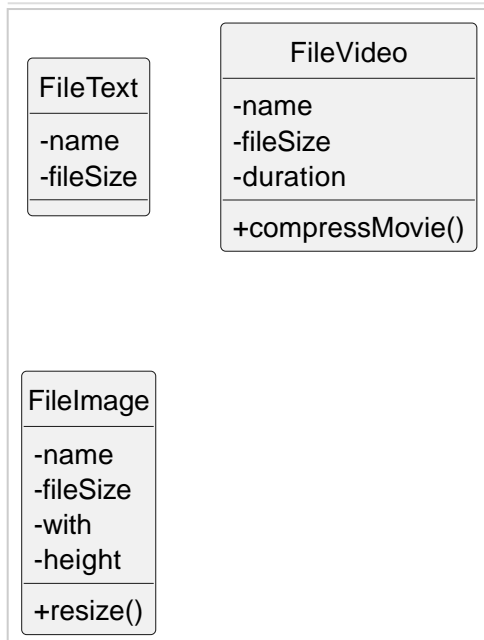 FileText
-name
-fileSize
FileVideo
-name
-fileSize
-duration
+compressMovie()
FileImage
-name
-fileSize
-with
-height
+resize()